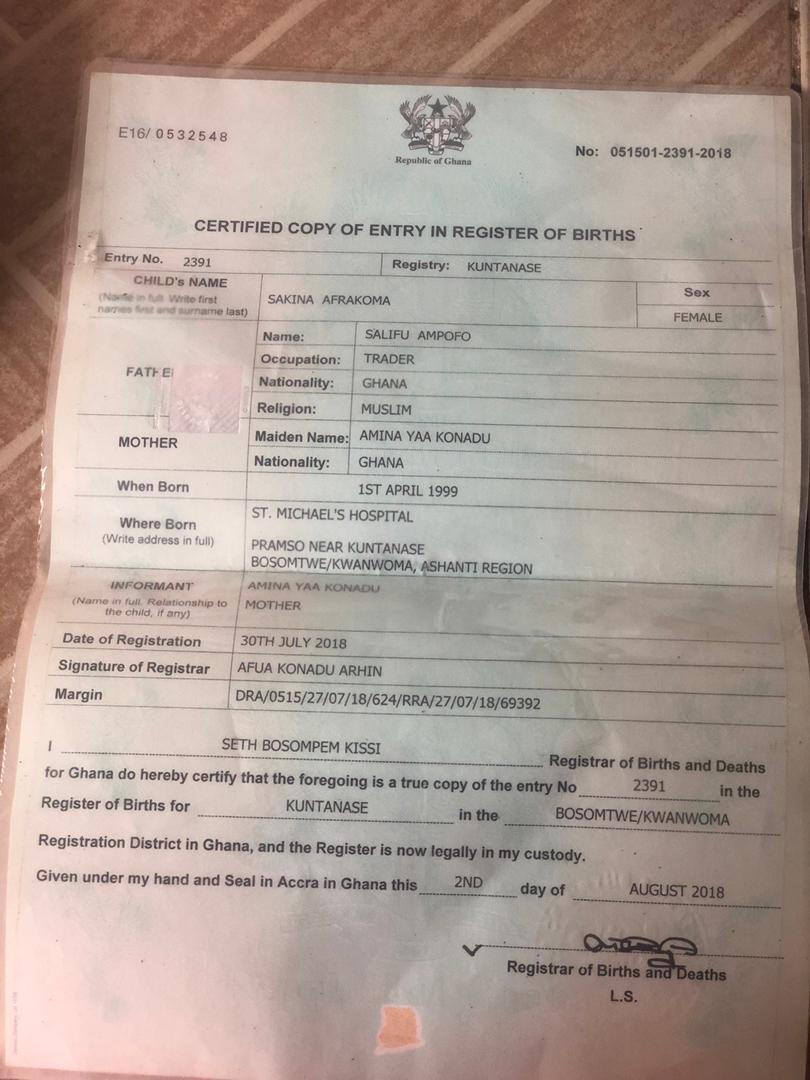 E16/ 0532548
Republic of Ghana
No: 051501-2391-2018
CERTIFIED COPY OF ENTRY IN REGISTER OF BIRTHS
Entry No. 2391
Registry: KUNTANASE
CHILD's NAME
(Name in full. Write first
names first and surname last)
SAKINA AFRAKOMA
Sex
FEMALE
FATHE
Name: SALIFU AMPOFO
Occupation: TRADER
Nationality: GHANA
Religion: MUSLIM
MOTHER
Maiden Name: AMINA YAA KONADU
Nationality: GHANA
When Born 1ST APRIL 1999
Where Born
(Write address in full)
ST. MICHAEL'S HOSPITAL
PRAMSO NEAR KUNTANASE
BOSOMTWE/KWANWOMA, ASHANTI REGION
INFORMANT
(Name in full. Relationship to
the child, if any)
AMINA YAA KONADU
MOTHER
Date of Registration 30TH JULY 2018
Signature of Registrar AFUA KONADU ARHIN
Margin DRA/0515/27/07/18/624/RRA/27/07/18/69392
I SETH BOSOMPEM KISSI Registrar of Births and Deaths
for Ghana do hereby certify that the foregoing is a true copy of the entry No 2391 in the
Register of Births for KUNTANASE in the BOSOMTWE/KWANWOMA
Registration District in Ghana, and the Register is now legally in my custody.
Given under my hand and Seal in Accra in Ghana this 2ND day of AUGUST 2018
Registrar of Births and Deaths
L.S.